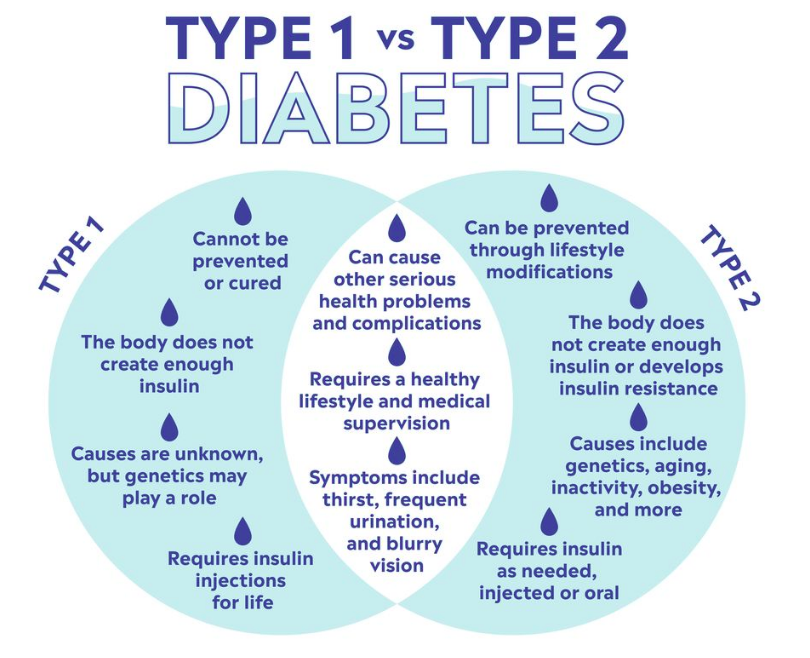 TYPE 1 vs TYPE 2
DIABETES
TYPE 1
Cannot be
prevented
or cured
The body does not
create enough
insulin
Causes are unknown,
but genetics may
play a role
Requires insulin
injections
for life
Can cause
other serious
health problems
and complications
Requires a healthy
lifestyle and medical
supervision
Symptoms include
thirst, frequent
urination,
and blurry
vision
TYPE 2
Can be prevented
through lifestyle
modifications
The body does
not create enough
insulin or develops
insulin resistance
Causes include
genetics, aging,
inactivity, obesity,
and more
Requires insulin
as needed,
injected or oral